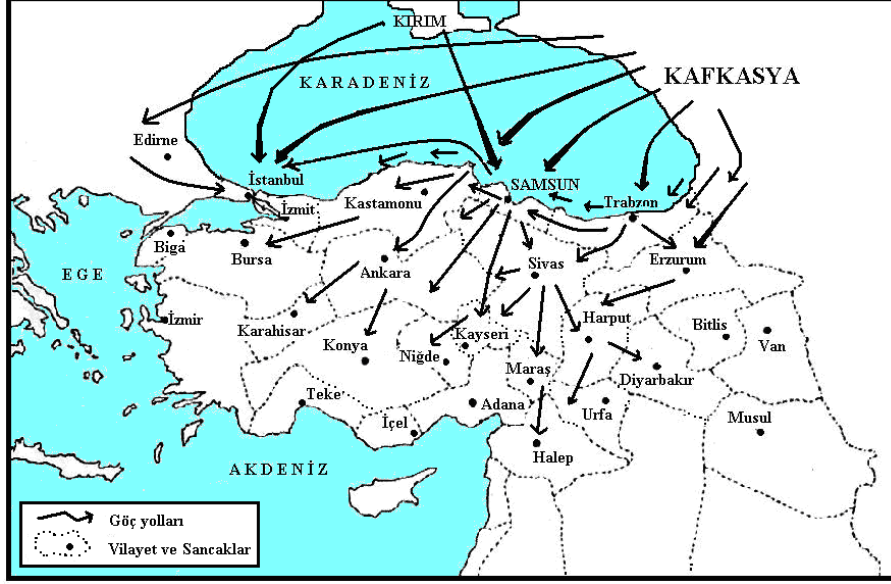 KIRIM
KARADENİZ
KAFKASYA
Edirne
İstanbul
İzmit
Kastamonu
SAMSUN
Trabzon
Biga
Bursa
Ankara
Sivas
Erzurum
EGE
İzmir
Karahisar
Konya
Niğde
Kayseri
Harput
Bitlis
Van
Maraş
Diyarbakır
Teke
İçel
Adana
Urfa
Musul
Halep
AKDENİZ
Göç yolları
Vilayet ve Sancaklar